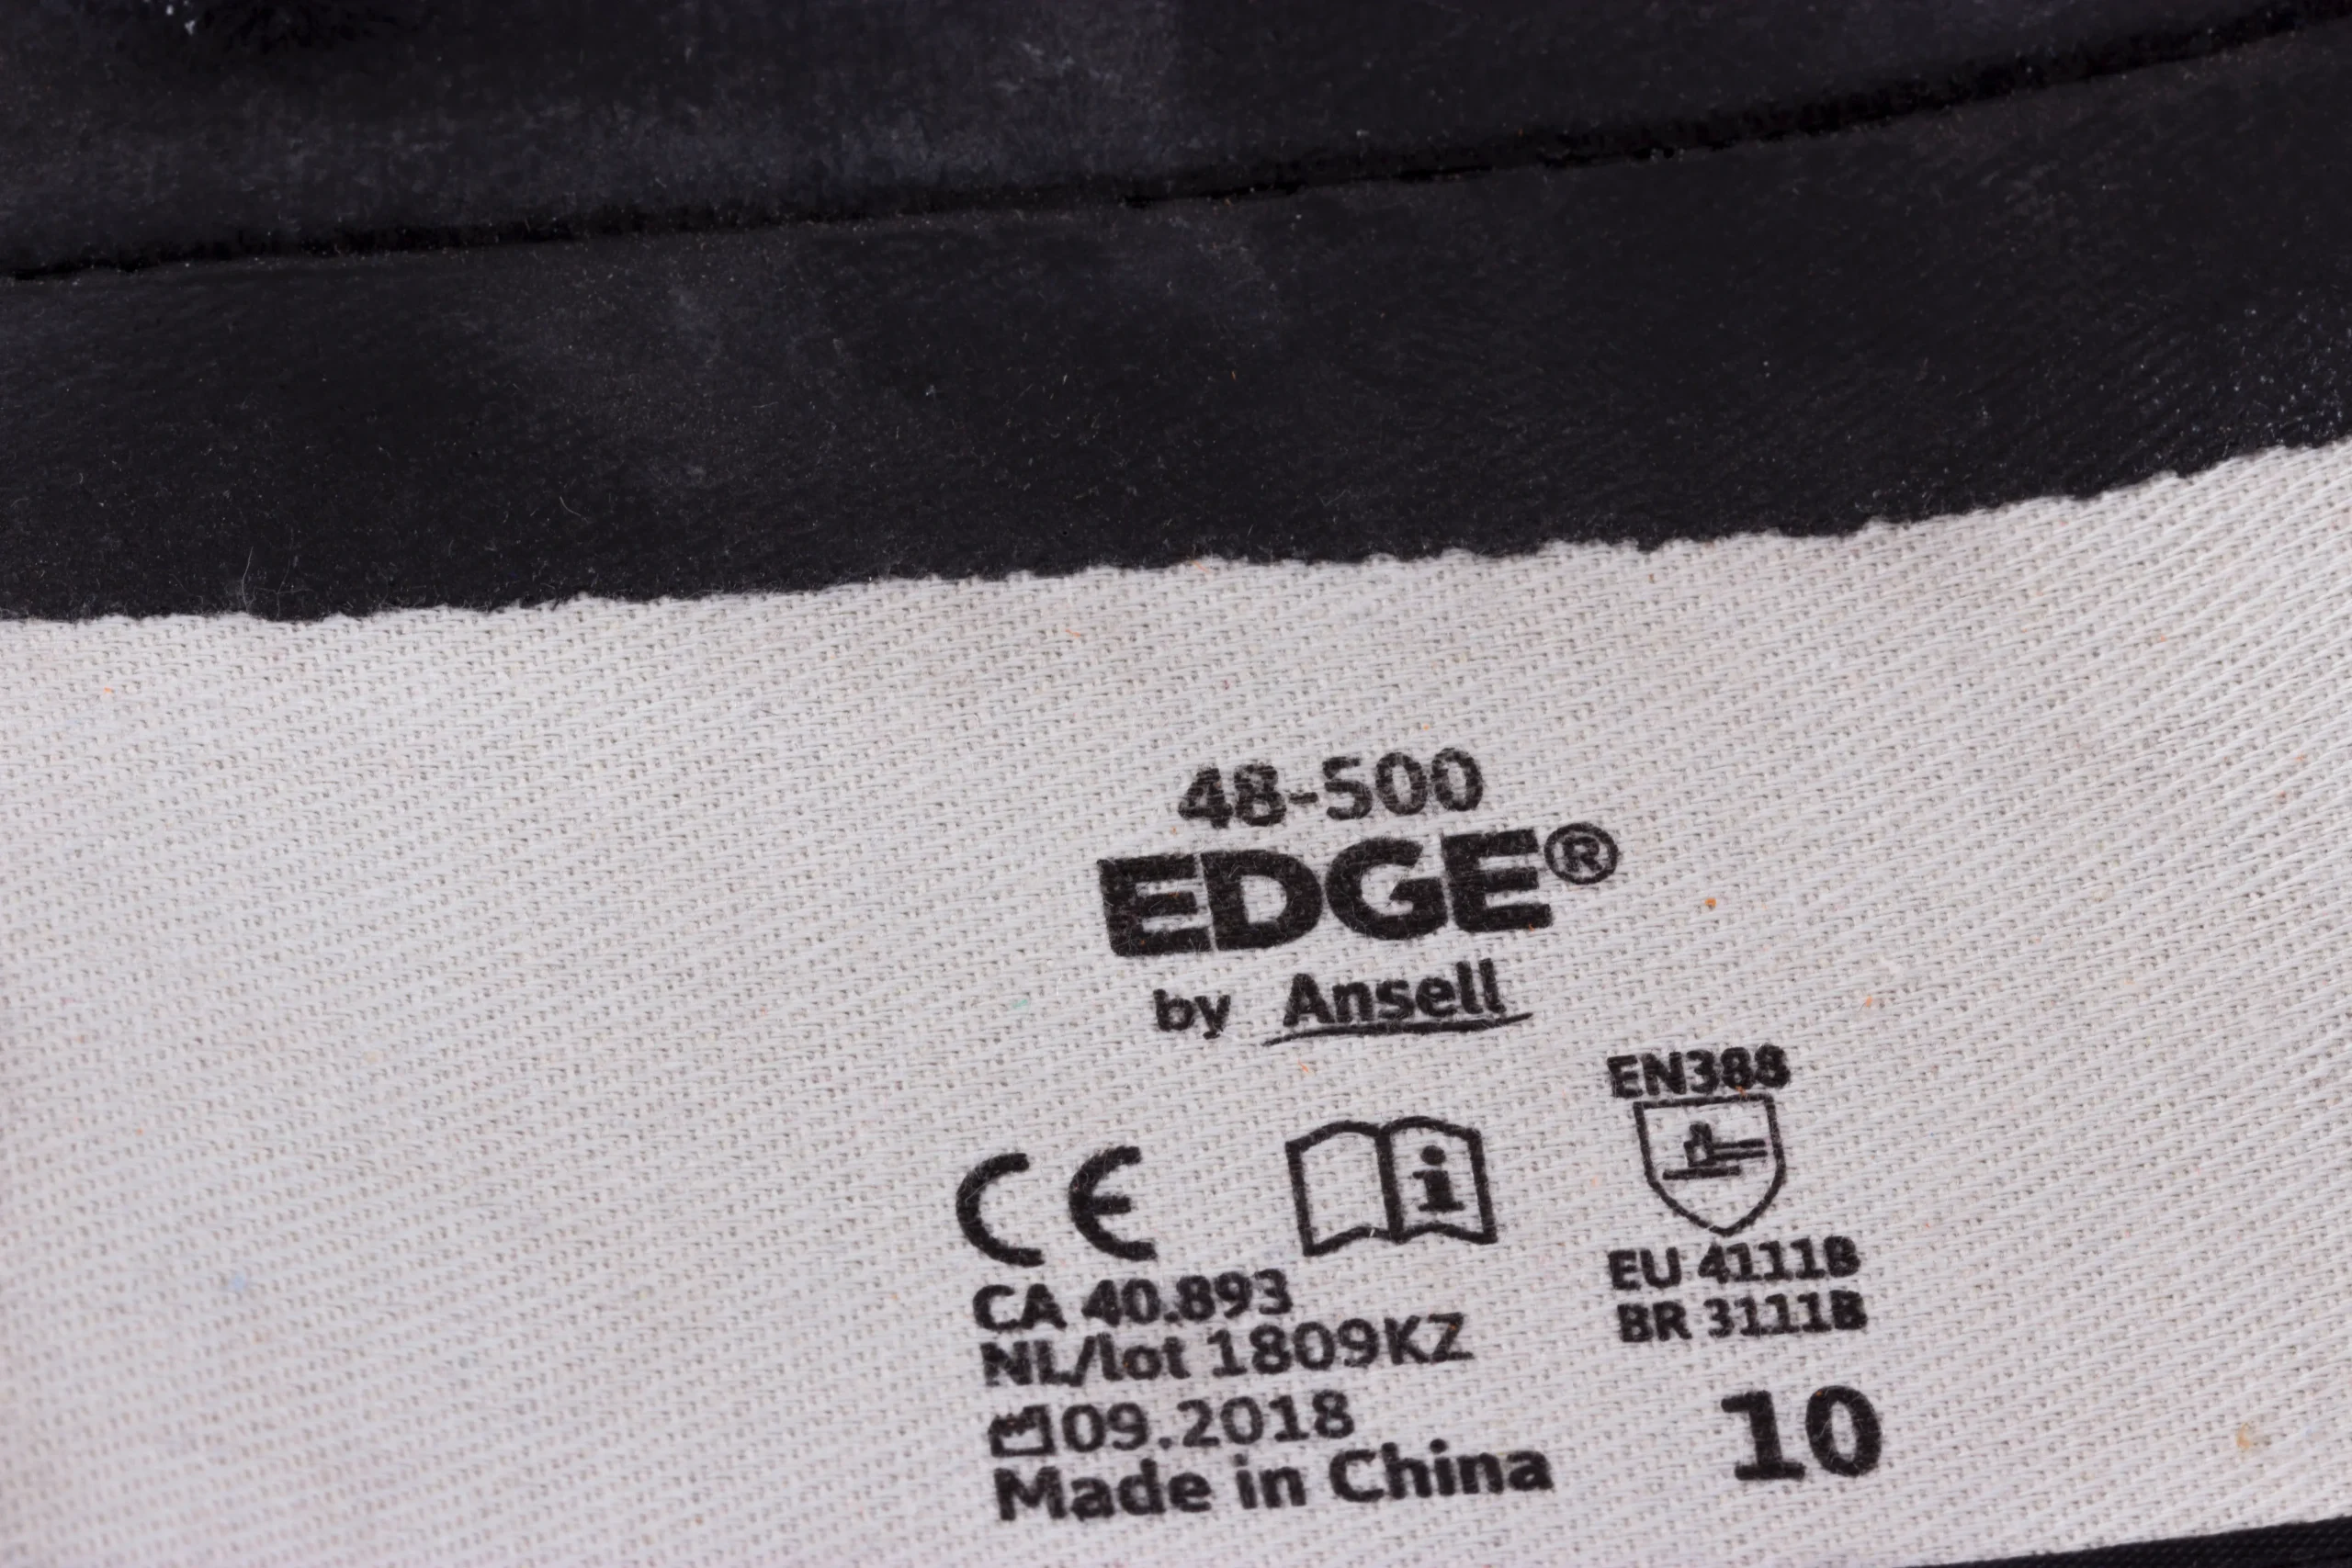 48-500
EDGE®
by Ansell
EN388
CE
i
EU 4111B
BR 3111B
CA 40.893
NL/lot 1809KZ
09.2018
Made in China
10